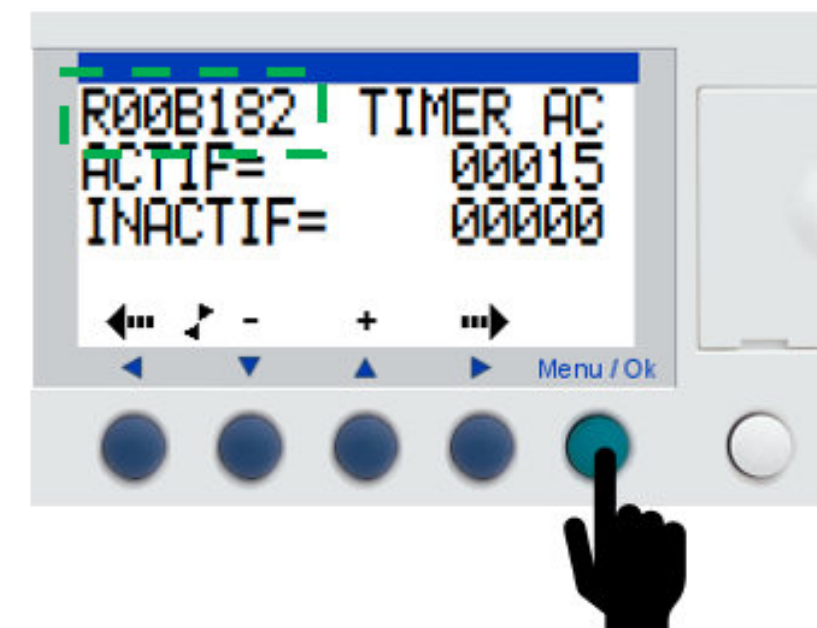 R00B182 TIMER AC
ACTIF= 00015
INACTIF= 00000
- +
Menu / Ok